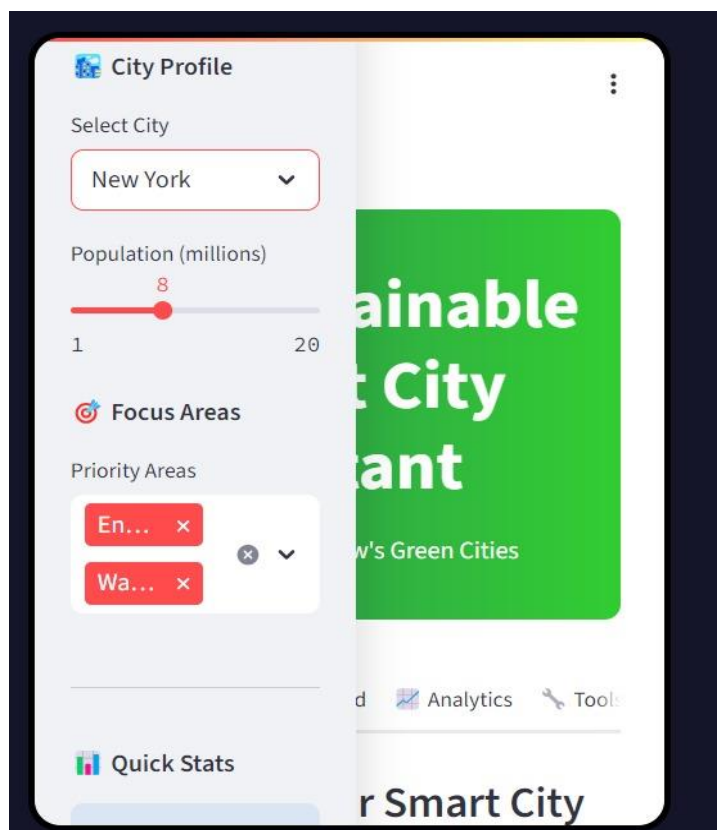 City Profile
Select City
New York
Population (millions)
8
1 20
Focus Areas
Priority Areas
En... ×
Wa... ×
Quick Stats
ainable
City
tant
w's Green Cities
d Analytics Tools
r Smart City